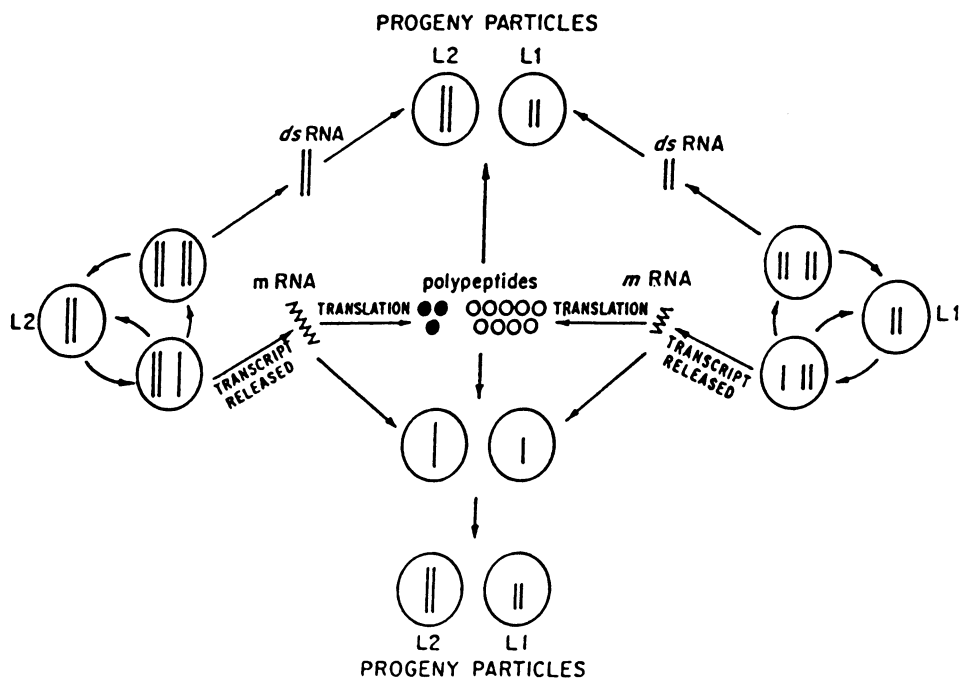 PROGENY PARTICLES
L2 L1
ds RNA
ds RNA
m RNA
polypeptides
m RNA
TRANSLATION
TRANSLATION
L2
L1
TRANSCRIPT
RELEASED
TRANSCRIPT
RELEASED
L2 L1
PROGENY PARTICLES